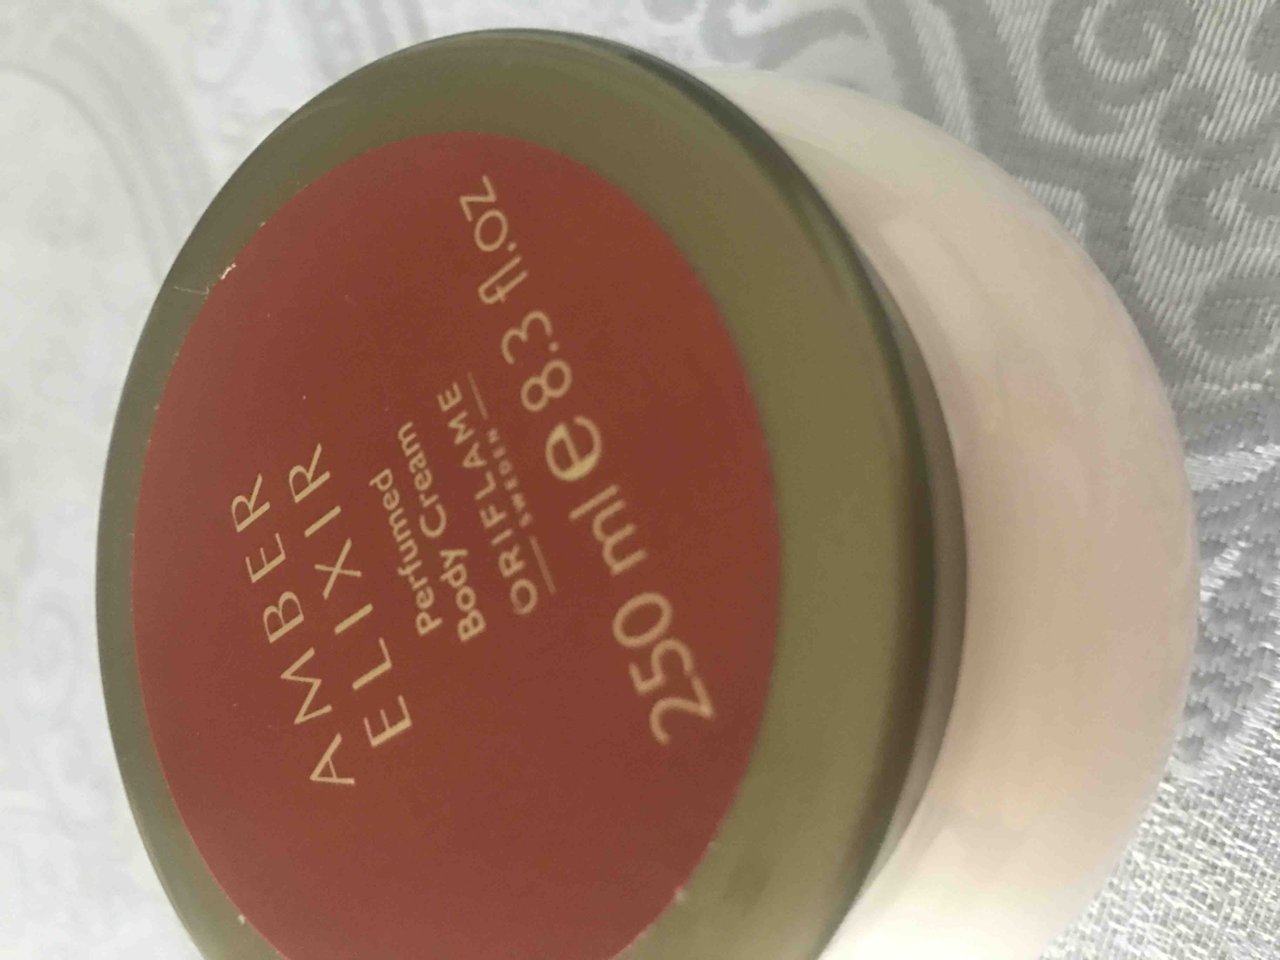 AMBER
ELIXIR
Perfumed
Body Cream
ORIFLAME
SWEDEN
250 ml e 8.3 fl.oz